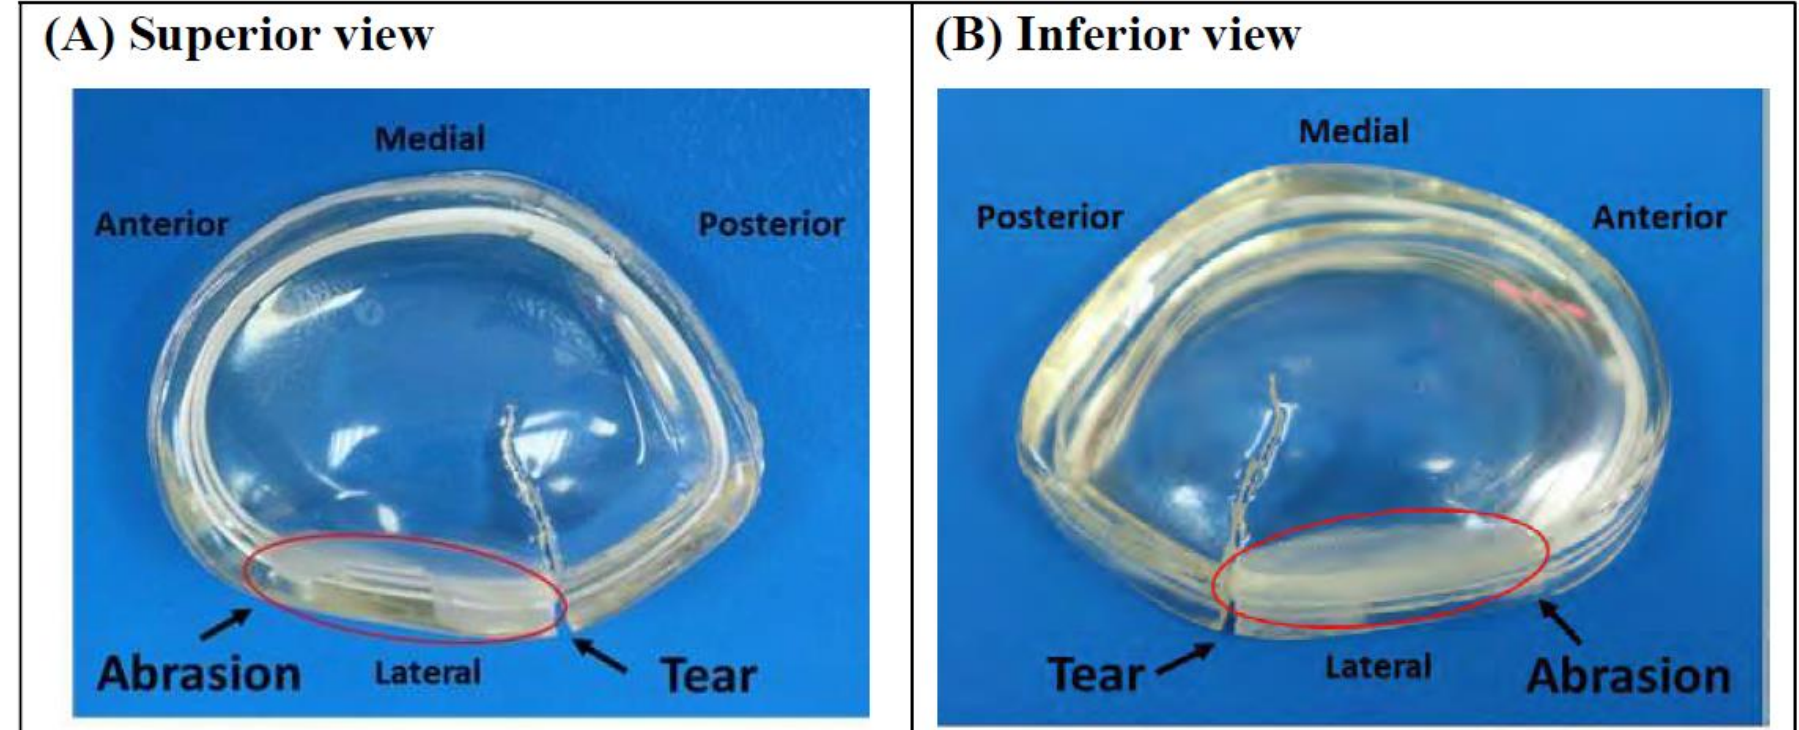 (A) Superior view
Medial
Anterior
Posterior
Abrasion
Lateral
Tear
(B) Inferior view
Medial
Posterior
Anterior
Tear
Lateral
Abrasion